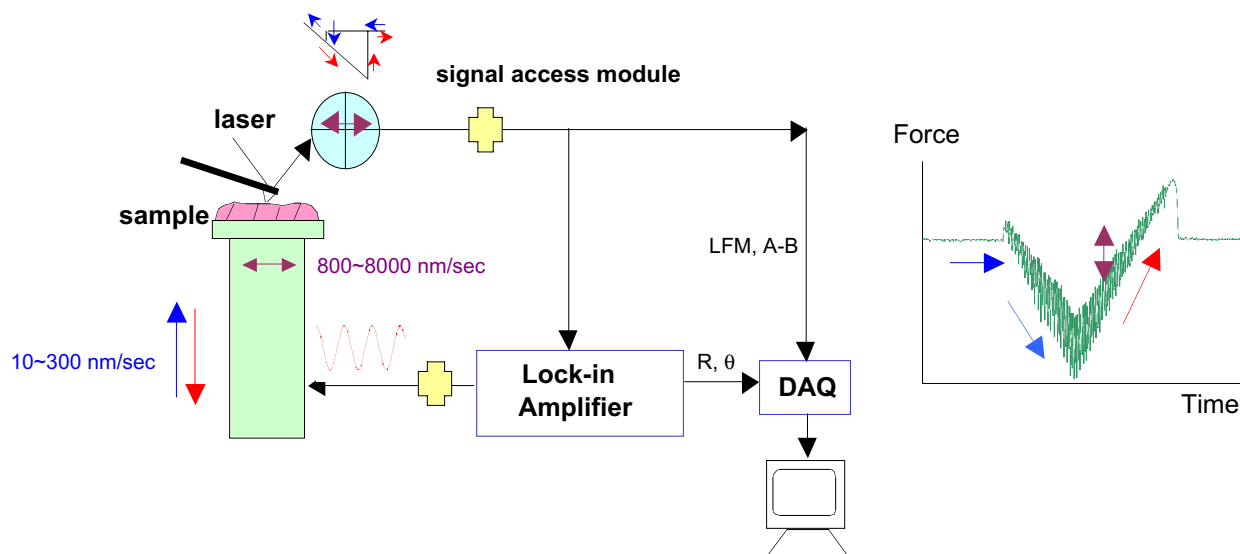 signal access module
laser
sample
800~8000 nm/sec
10~300 nm/sec
LFM, A-B
Lock-in
Amplifier
R, θ
DAQ
Force
Time